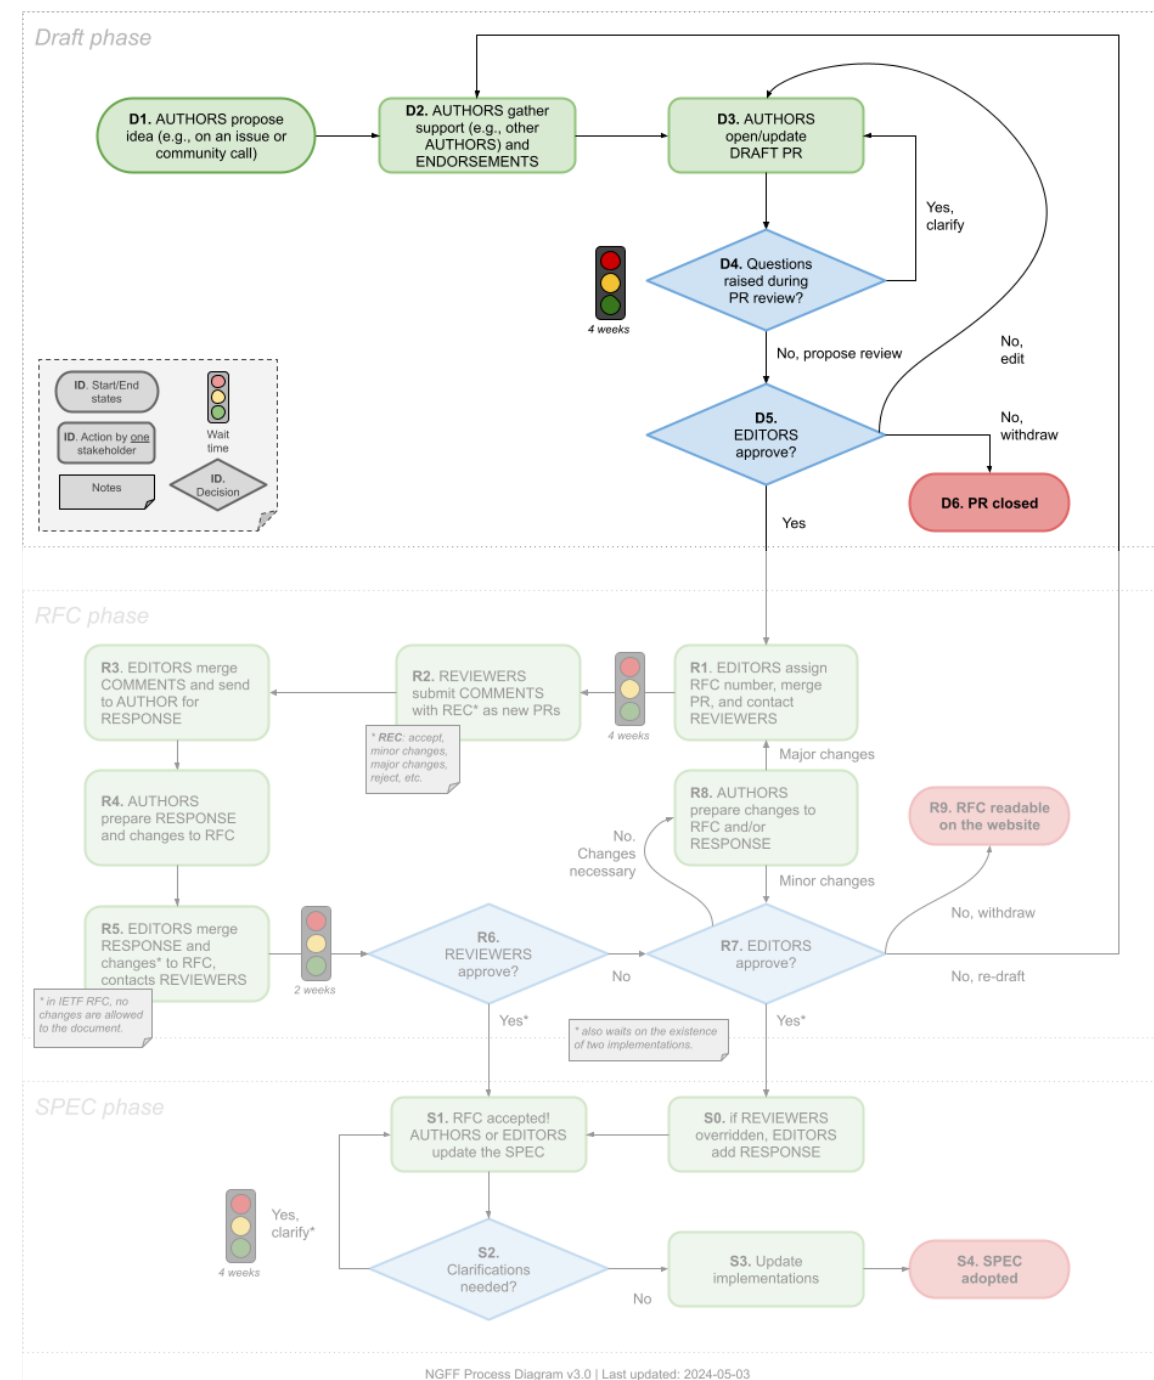 Draft phase
D1. AUTHORS propose
idea (e.g., on an issue or
community call)
D2. AUTHORS gather
support (e.g., other
AUTHORS) and
ENDORSEMENTS
D3. AUTHORS
open/update
DRAFT PR
Yes,
clarify
D4. Questions
raised during
PR review?
4 weeks
No, propose review
No,
edit
D5.
EDITORS
approve?
No,
withdraw
D6. PR closed
Yes
ID. Start/End
states
ID. Action by one
stakeholder
Notes
Wait
time
ID.
Decision
RFC phase
R3. EDITORS merge
COMMENTS and send
to AUTHOR for
RESPONSE
R2. REVIEWERS
submit COMMENTS
with REC* as new PRs
* REC: accept,
minor changes,
major changes,
reject, etc.
4 weeks
R1. EDITORS assign
RFC number, merge
PR, and contact
REVIEWERS
Major changes
R4. AUTHORS
prepare RESPONSE
and changes to RFC
No.
Changes
necessary
R8. AUTHORS
prepare changes to
RFC and/or
RESPONSE
Minor changes
R9. RFC readable
on the website
R5. EDITORS merge
RESPONSE and
changes* to RFC,
contacts REVIEWERS
* in IETF RFC, no
changes are allowed
to the document.
2 weeks
R6.
REVIEWERS
approve?
No
R7. EDITORS
approve?
No, withdraw
No, re-draft
Yes*
* also waits on the existence
of two implementations.
Yes*
SPEC phase
S1. RFC accepted!
AUTHORS or EDITORS
update the SPEC
S0. if REVIEWERS
overridden, EDITORS
add RESPONSE
4 weeks
Yes,
clarify*
S2.
Clarifications
needed?
No
S3. Update
implementations
S4. SPEC
adopted
NGFF Process Diagram v3.0 | Last updated: 2024-05-03